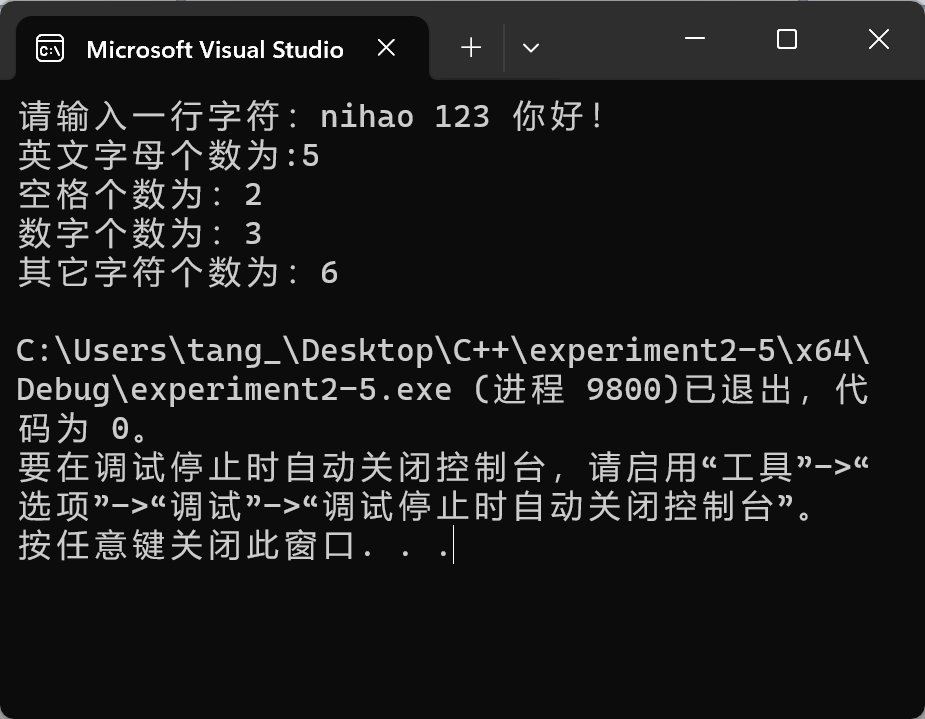 Microsoft Visual Studio
请输入一行字符：nihao 123 你好！
英文字母个数为:5
空格个数为：2
数字个数为：3
其它字符个数为：6
C:\Users\tang_\Desktop\C++\experiment2-5\x64\
Debug\experiment2-5.exe (进程 9800)已退出，代
码为 0。
要在调试停止时自动关闭控制台，请启用“工具”->“
选项”->“调试”->“调试停止时自动关闭控制台”。
按任意键关闭此窗口. . .